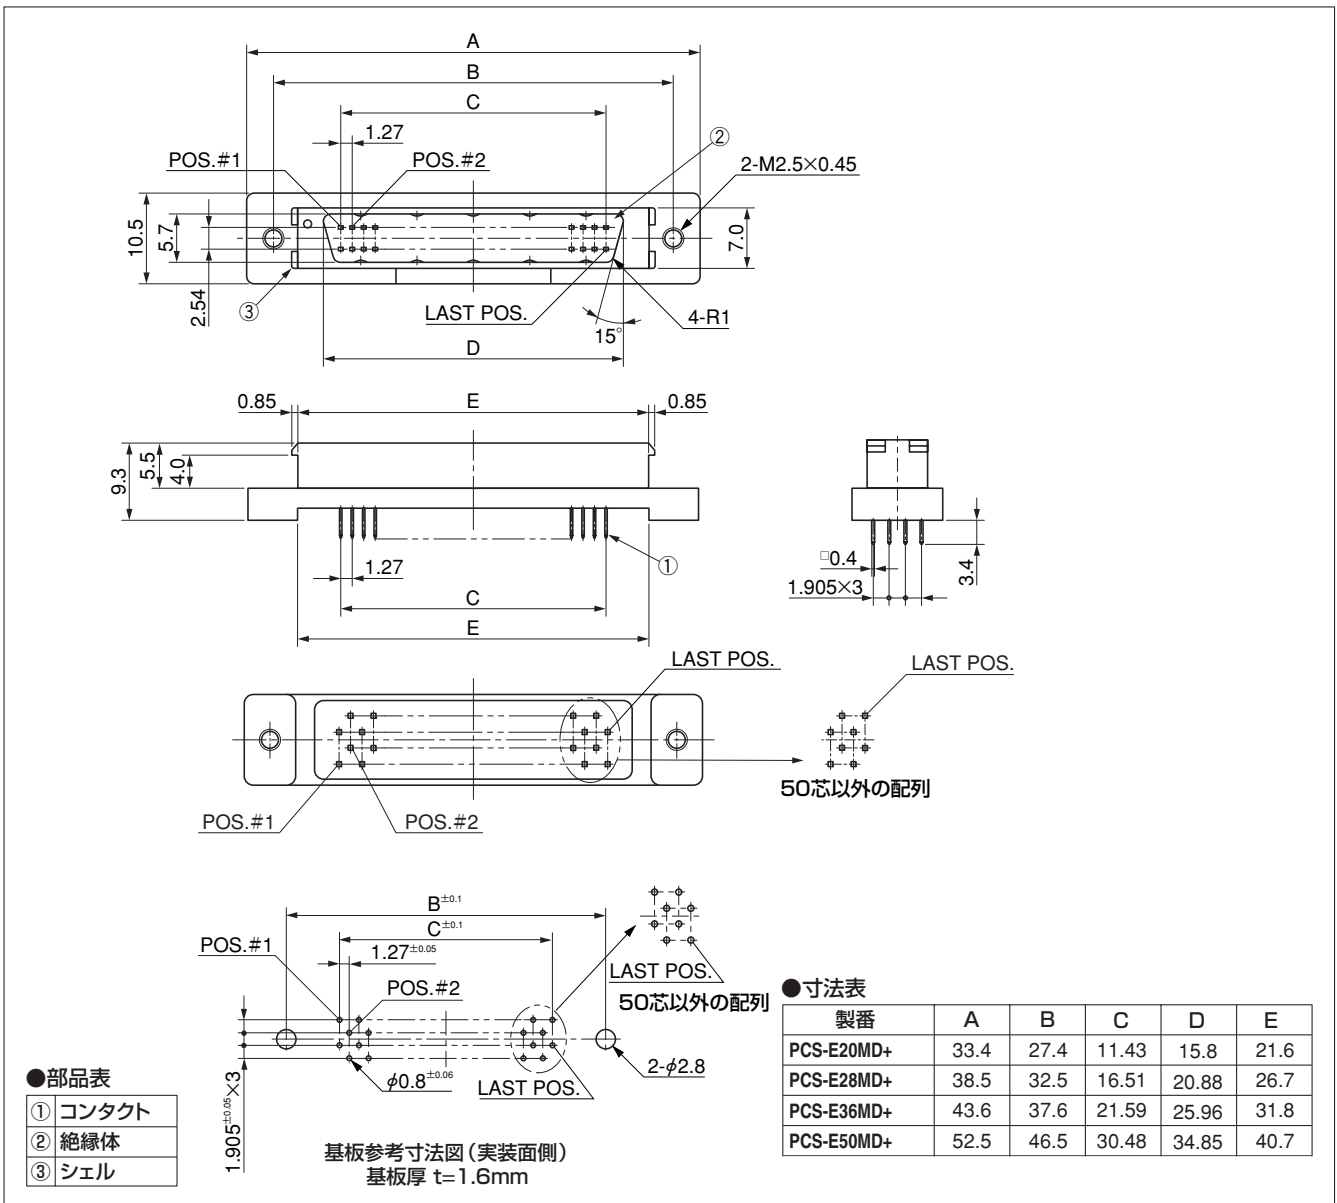 A
B
C
1.27
②
POS.#1
POS.#2
2-M2.5×0.45
10.5
5.7
2.54
7.0
③
LAST POS.
15°
4-R1
D
0.85
E
0.85
9.3
5.5
4.0
①
1.27
C
E
□0.4
1.905×3
3.4
LAST POS.
LAST POS.
POS.#1
POS.#2
50芯以外の配列
B±0.1
C±0.1
POS.#1
1.27±0.05
POS.#2
LAST POS.
50芯以外の配列
1.905±0.05×3
φ0.8±0.06
LAST POS.
2-φ2.8
基板参考寸法図(実装面側)
基板厚 t=1.6mm
●部品表
① コンタクト
② 絶縁体
③ シェル
●寸法表
製番 A B C D E
PCS-E20MD+ 33.4 27.4 11.43 15.8 21.6
PCS-E28MD+ 38.5 32.5 16.51 20.88 26.7
PCS-E36MD+ 43.6 37.6 21.59 25.96 31.8
PCS-E50MD+ 52.5 46.5 30.48 34.85 40.7